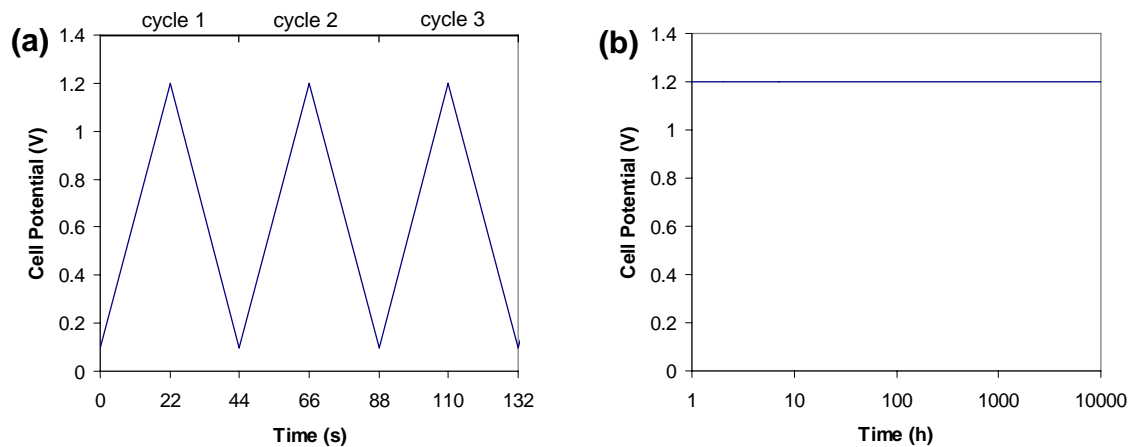 (a)
cycle 1 cycle 2 cycle 3
1.4
1.2
1
0.8
0.6
0.4
0.2
0
Cell Potential (V)
0 22 44 66 88 110 132
Time (s)
(b)
1.4
1.2
1
0.8
0.6
0.4
0.2
0
Cell Potential (V)
1 10 100 1000 10000
Time (h)